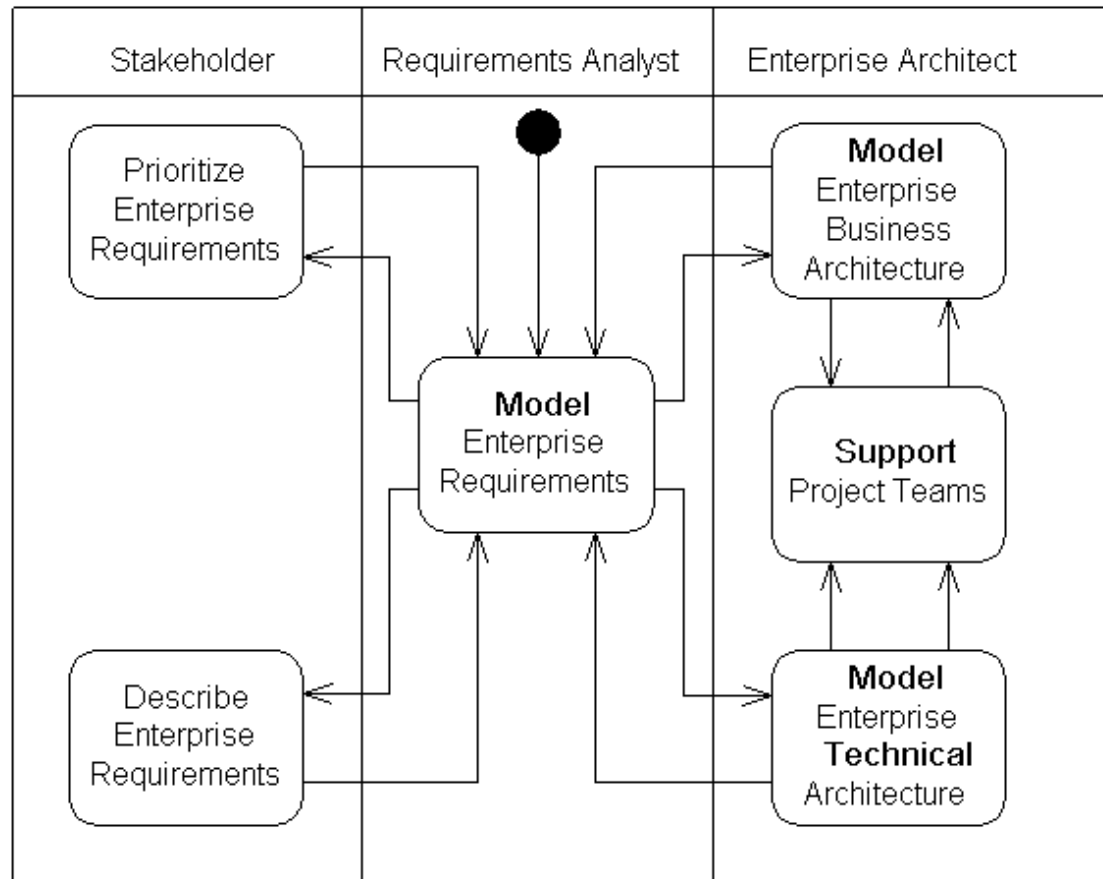 Stakeholder
Requirements Analyst
Enterprise Architect
Prioritize
Enterprise
Requirements
Model
Enterprise
Business
Architecture
Model
Enterprise
Requirements
Support
Project Teams
Describe
Enterprise
Requirements
Model
Enterprise
Technical
Architecture